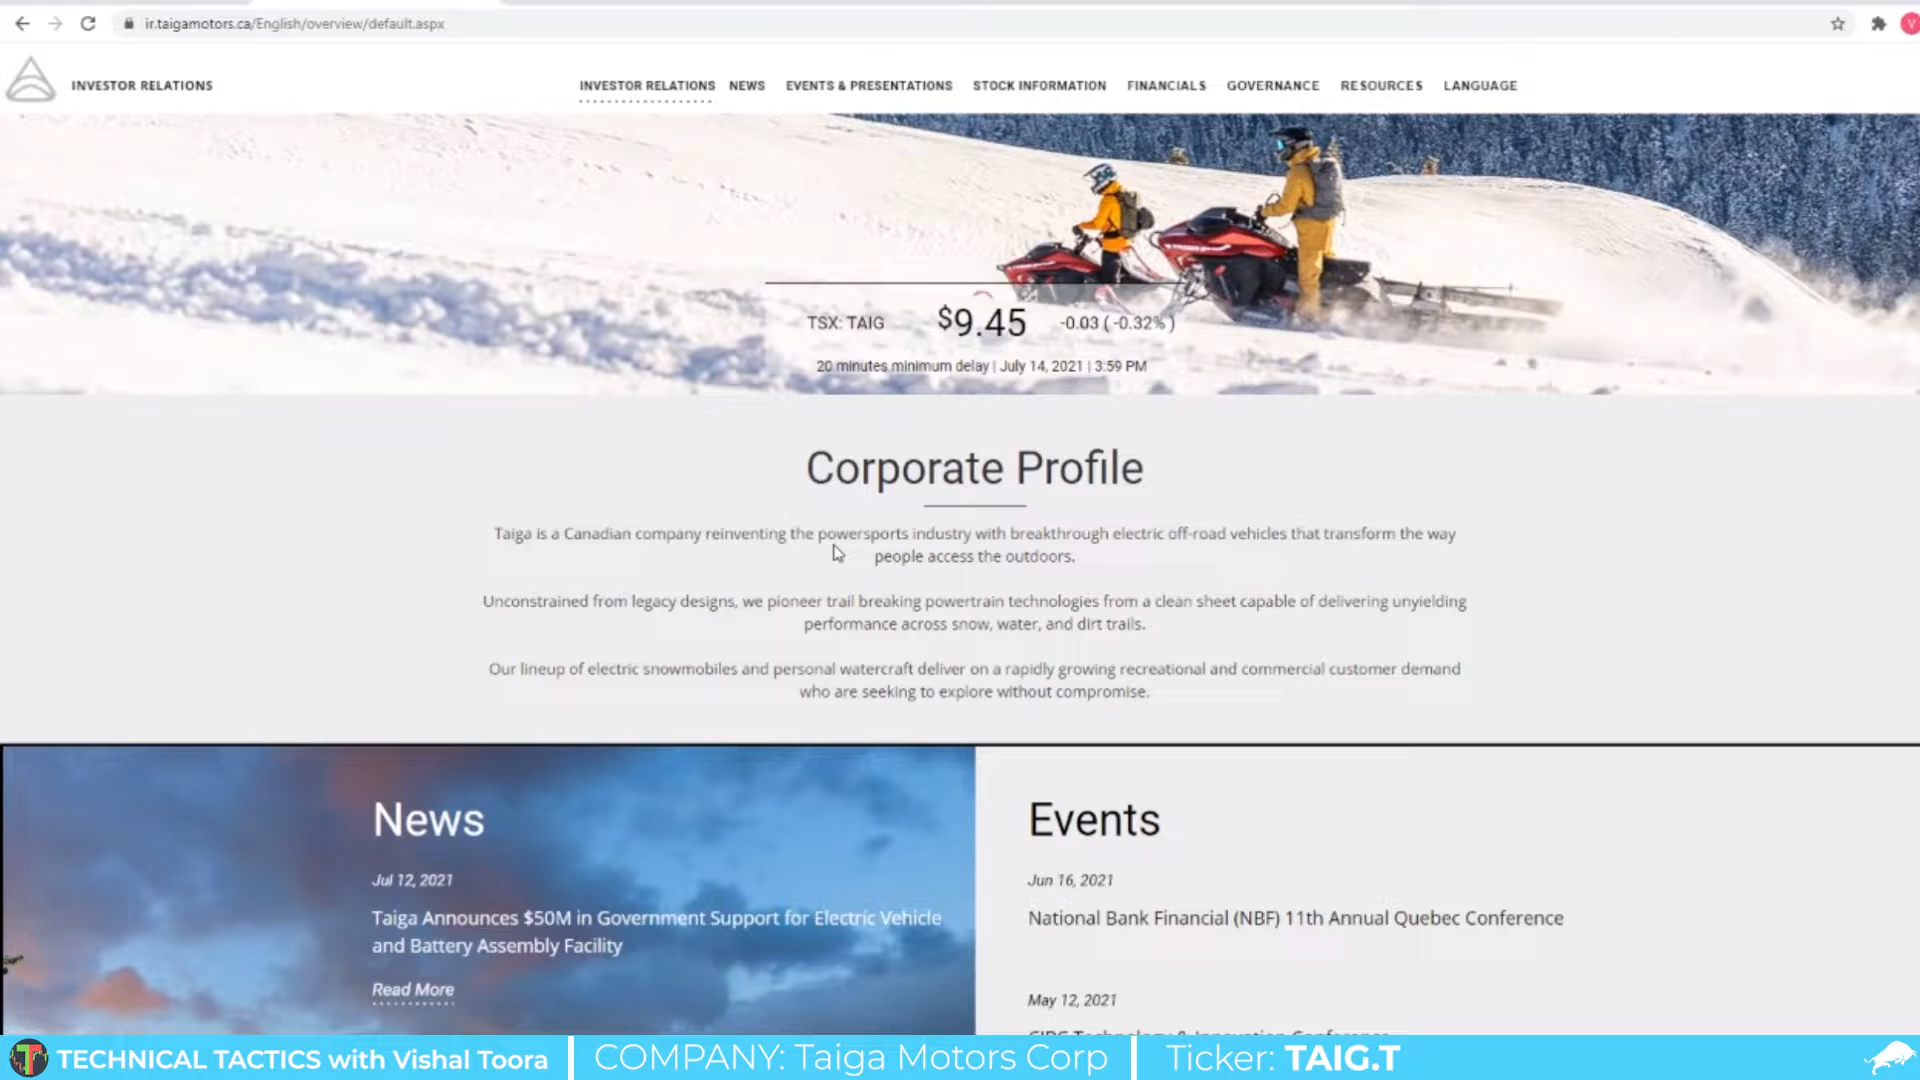 ir.taigamotors.ca/English/overview/default.aspx
V
INVESTOR RELATIONS
INVESTOR RELATIONS NEWS EVENTS & PRESENTATIONS STOCK INFORMATION FINANCIALS GOVERNANCE RESOURCES LANGUAGE
TSX: TAIG $9.45 -0.03 ( -0.32% )
20 minutes minimum delay | July 14, 2021 | 3:59 PM
Corporate Profile
Taiga is a Canadian company reinventing the powersports industry with breakthrough electric off-road vehicles that transform the way
people access the outdoors.
Unconstrained from legacy designs, we pioneer trail breaking powertrain technologies from a clean sheet capable of delivering unyielding
performance across snow, water, and dirt trails.
Our lineup of electric snowmobiles and personal watercraft deliver on a rapidly growing recreational and commercial customer demand
who are seeking to explore without compromise.
News
Jul 12, 2021
Taiga Announces $50M in Government Support for Electric Vehicle
and Battery Assembly Facility
Read More
Events
Jun 16, 2021
National Bank Financial (NBF) 11th Annual Quebec Conference
May 12, 2021
CIBC Technology & Innovation Conference
TECHNICAL TACTICS with Vishal Toora
COMPANY: Taiga Motors Corp
Ticker: TAIG.T